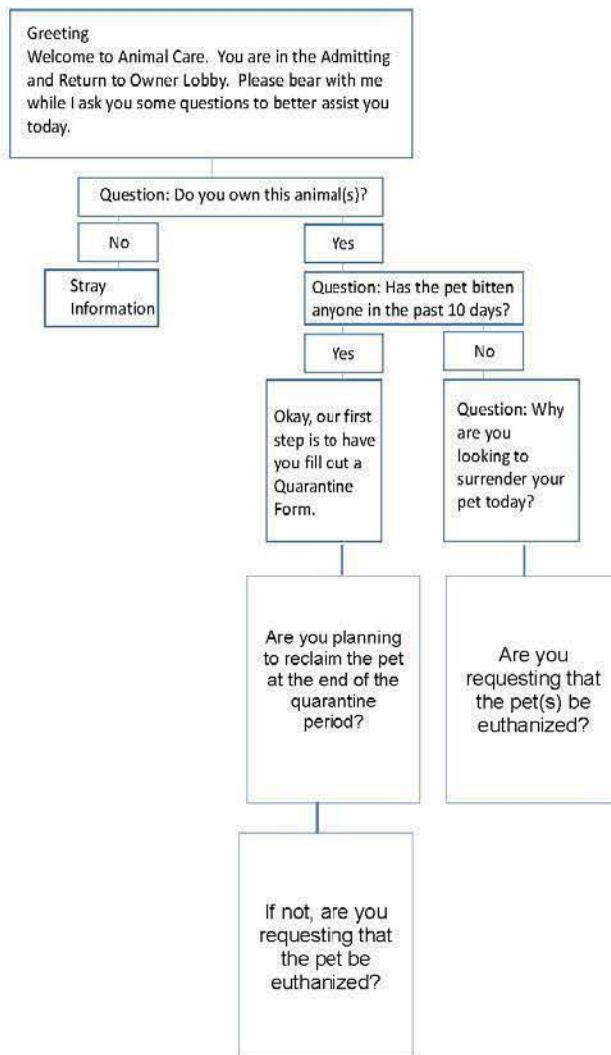 Greeting
Welcome to Animal Care.  You are in the Admitting
and Return to Owner Lobby.  Please bear with me
while I ask you some questions to better assist you
today.
Question: Do you own this animal(s)?
No
Yes
Stray
Information
Question: Has the pet bitten
anyone in the past 10 days?
Yes
No
Okay, our first
step is to have
you fill out a
Quarantine
Form.
Question: Why
are you
looking to
surrender your
pet today?
Are you planning
to reclaim the pet
at the end of the
quarantine
period?
Are you
requesting that
the pet(s) be
euthanized?
If not, are you
requesting that
the pet be
euthanized?